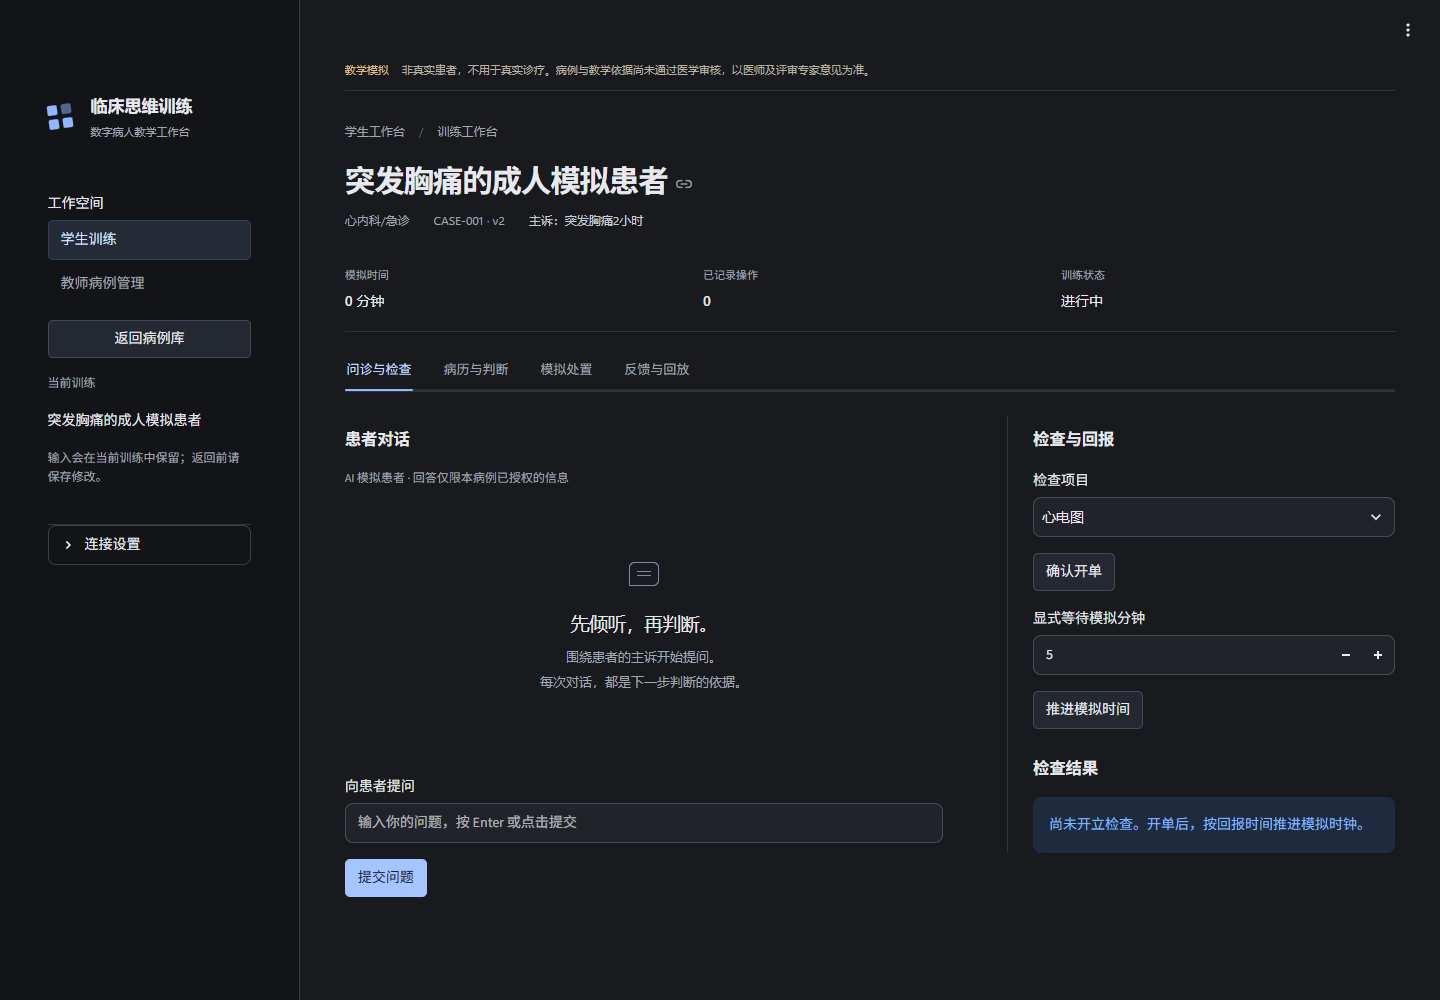 临床思维训练
数字病人教学工作台
工作空间
学生训练
教师病例管理
返回病例库
当前训练
突发胸痛的成人模拟患者
输入会在当前训练中保留；返回前请
保存修改。
连接设置
教学模拟 非真实患者，不用于真实诊疗。病例与教学依据尚未通过医学审核，以医师及评审专家意见为准。
学生工作台 / 训练工作台
突发胸痛的成人模拟患者
心内科/急诊 CASE-001 · v2 主诉：突发胸痛2小时
模拟时间 已记录操作 训练状态
0 分钟 0 进行中
问诊与检查 病历与判断 模拟处置 反馈与回放
患者对话
AI 模拟患者 · 回答仅限本病例已授权的信息
先倾听，再判断。
围绕患者的主诉开始提问。
每次对话，都是下一步判断的依据。
向患者提问
输入你的问题，按 Enter 或点击提交
提交问题
检查与回报
检查项目
心电图
确认开单
显式等待模拟分钟
5
推进模拟时间
检查结果
尚未开立检查。开单后，按回报时间推进模拟时钟。